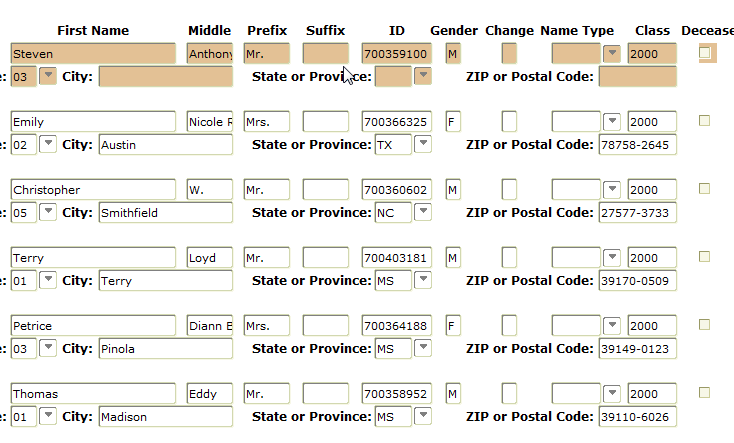 First Name Middle Prefix Suffix ID Gender Change Name Type Class Decease
Steven Anthony Mr. 700359100 M 2000
e: 03 City: State or Province: ZIP or Postal Code:
Emily Nicole R Mrs. 700366325 F 2000
e: 02 City: Austin State or Province: TX ZIP or Postal Code: 78758-2645
Christopher W. Mr. 700360602 M 2000
e: 05 City: Smithfield State or Province: NC ZIP or Postal Code: 27577-3733
Terry Loyd Mr. 700403181 M 2000
e: 01 City: Terry State or Province: MS ZIP or Postal Code: 39170-0509
Petrice Diann B Mrs. 700364188 F 2000
e: 03 City: Pinola State or Province: MS ZIP or Postal Code: 39149-0123
Thomas Eddy Mr. 700358952 M 2000
e: 01 City: Madison State or Province: MS ZIP or Postal Code: 39110-6026